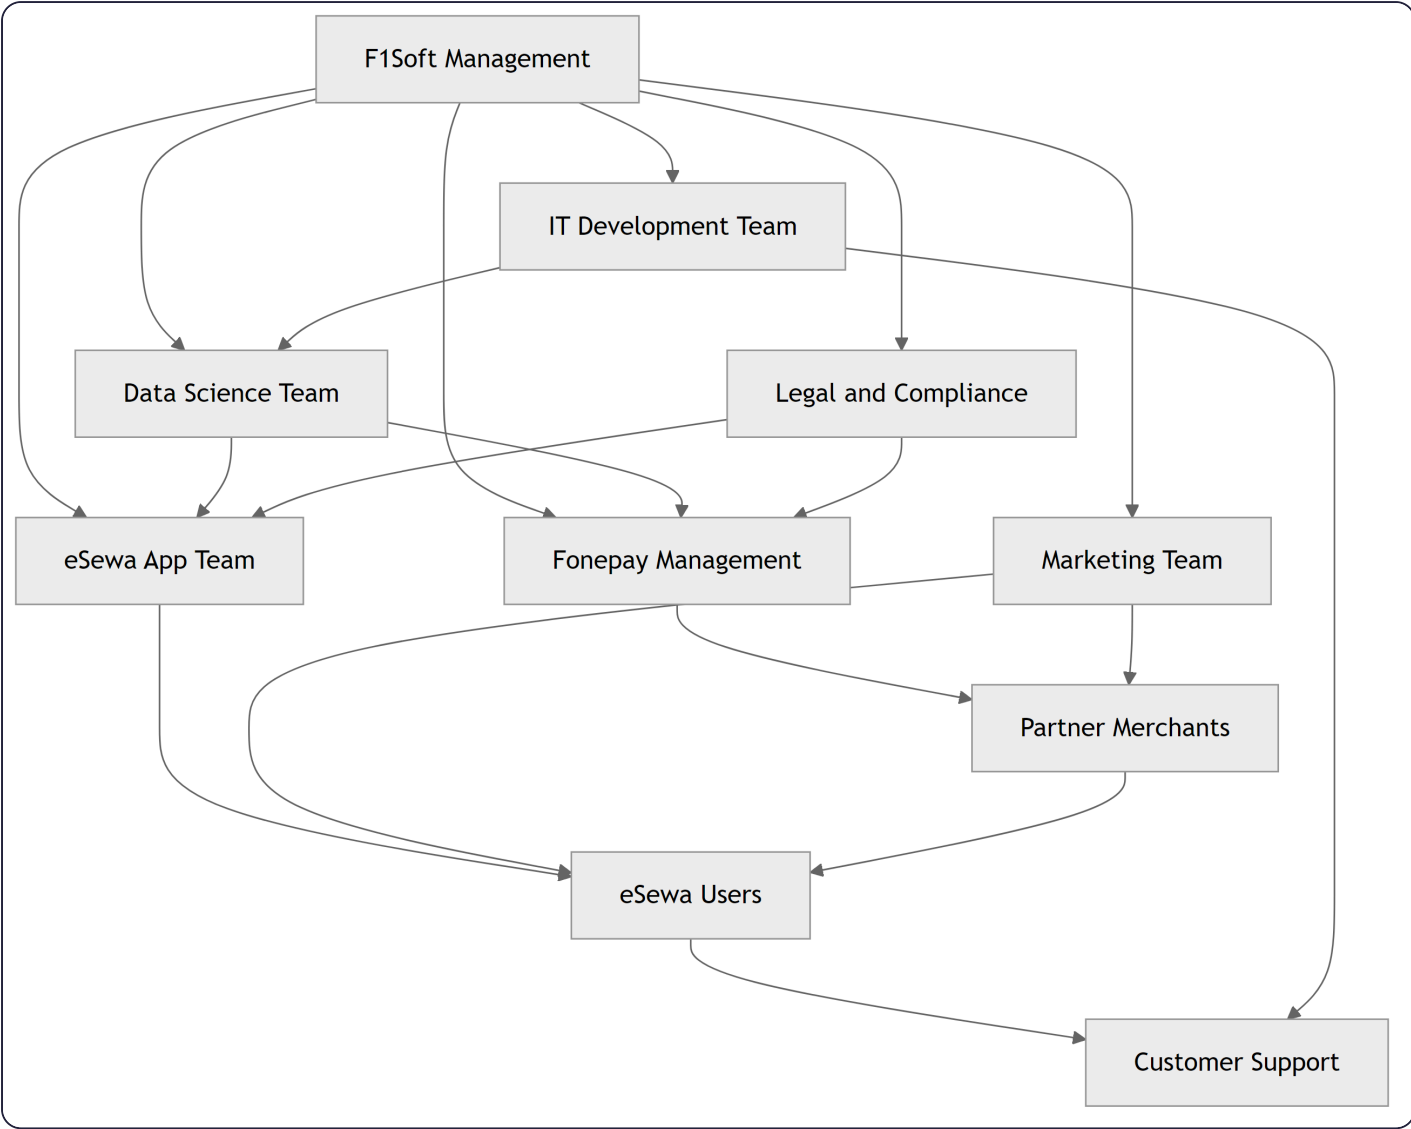 F1Soft Management
IT Development Team
Data Science Team
Legal and Compliance
eSewa App Team
Fonepay Management
Marketing Team
Partner Merchants
eSewa Users
Customer Support